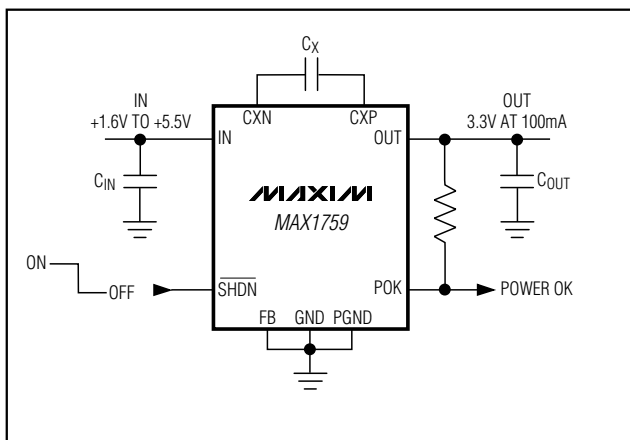 CX
CXN CXP
IN
+1.6V TO +5.5V
IN
OUT
OUT
3.3V AT 100mA
CIN
MAXIM
MAX1759
COUT
ON
OFF
SHDN
POK
POWER OK
FB GND PGND